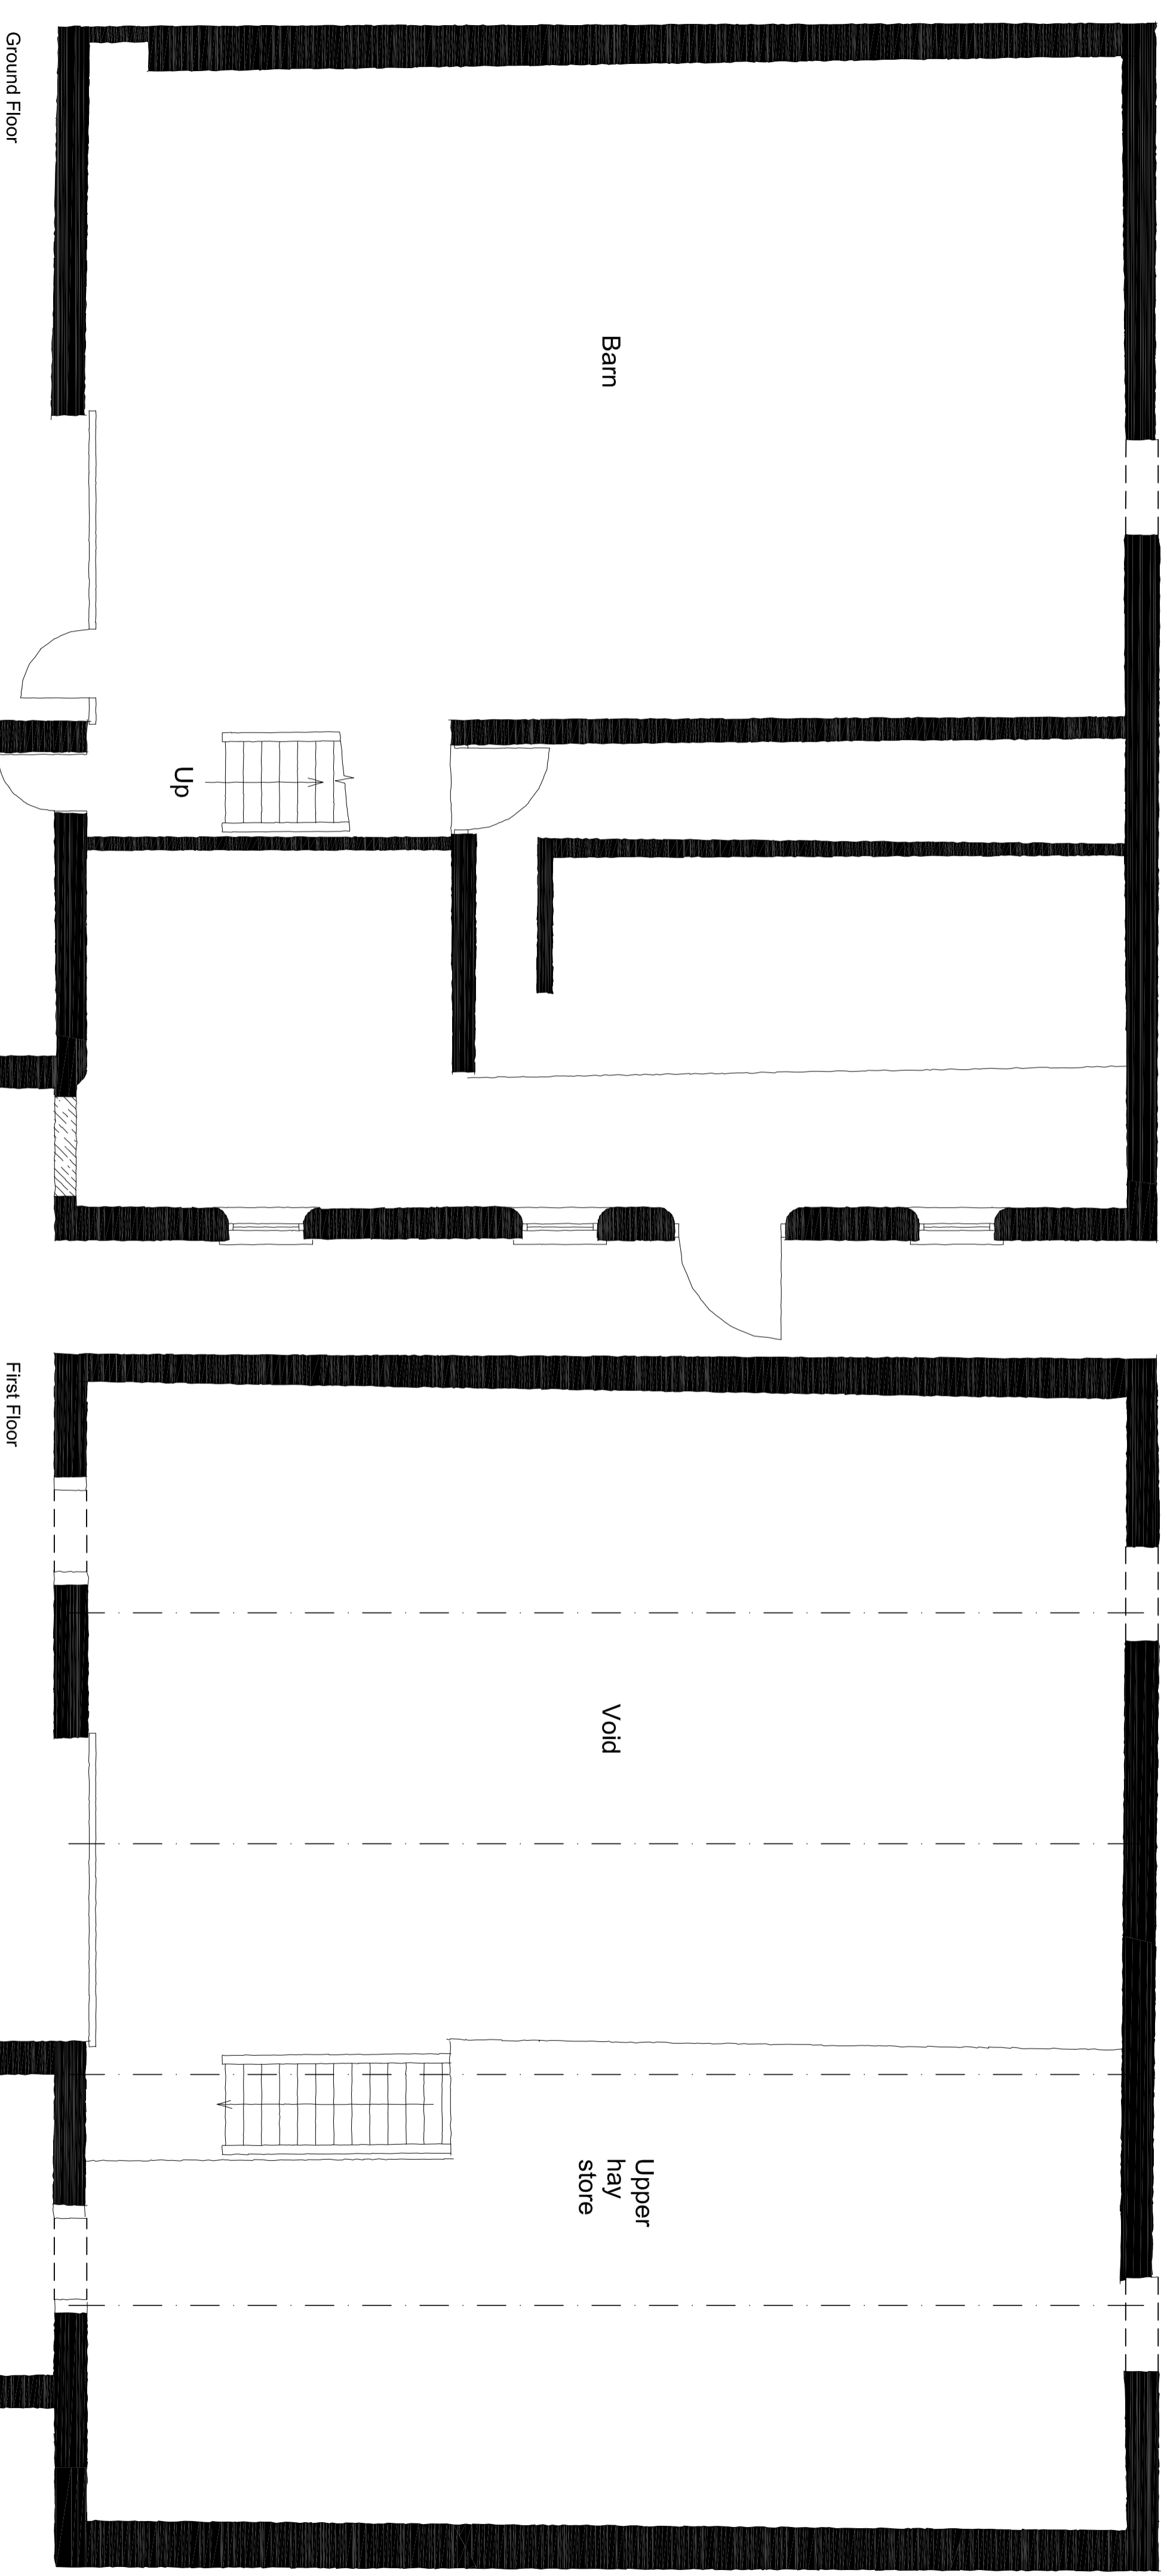 Barn
Up
Ground Floor
Void
Upper
hay
store
First Floor